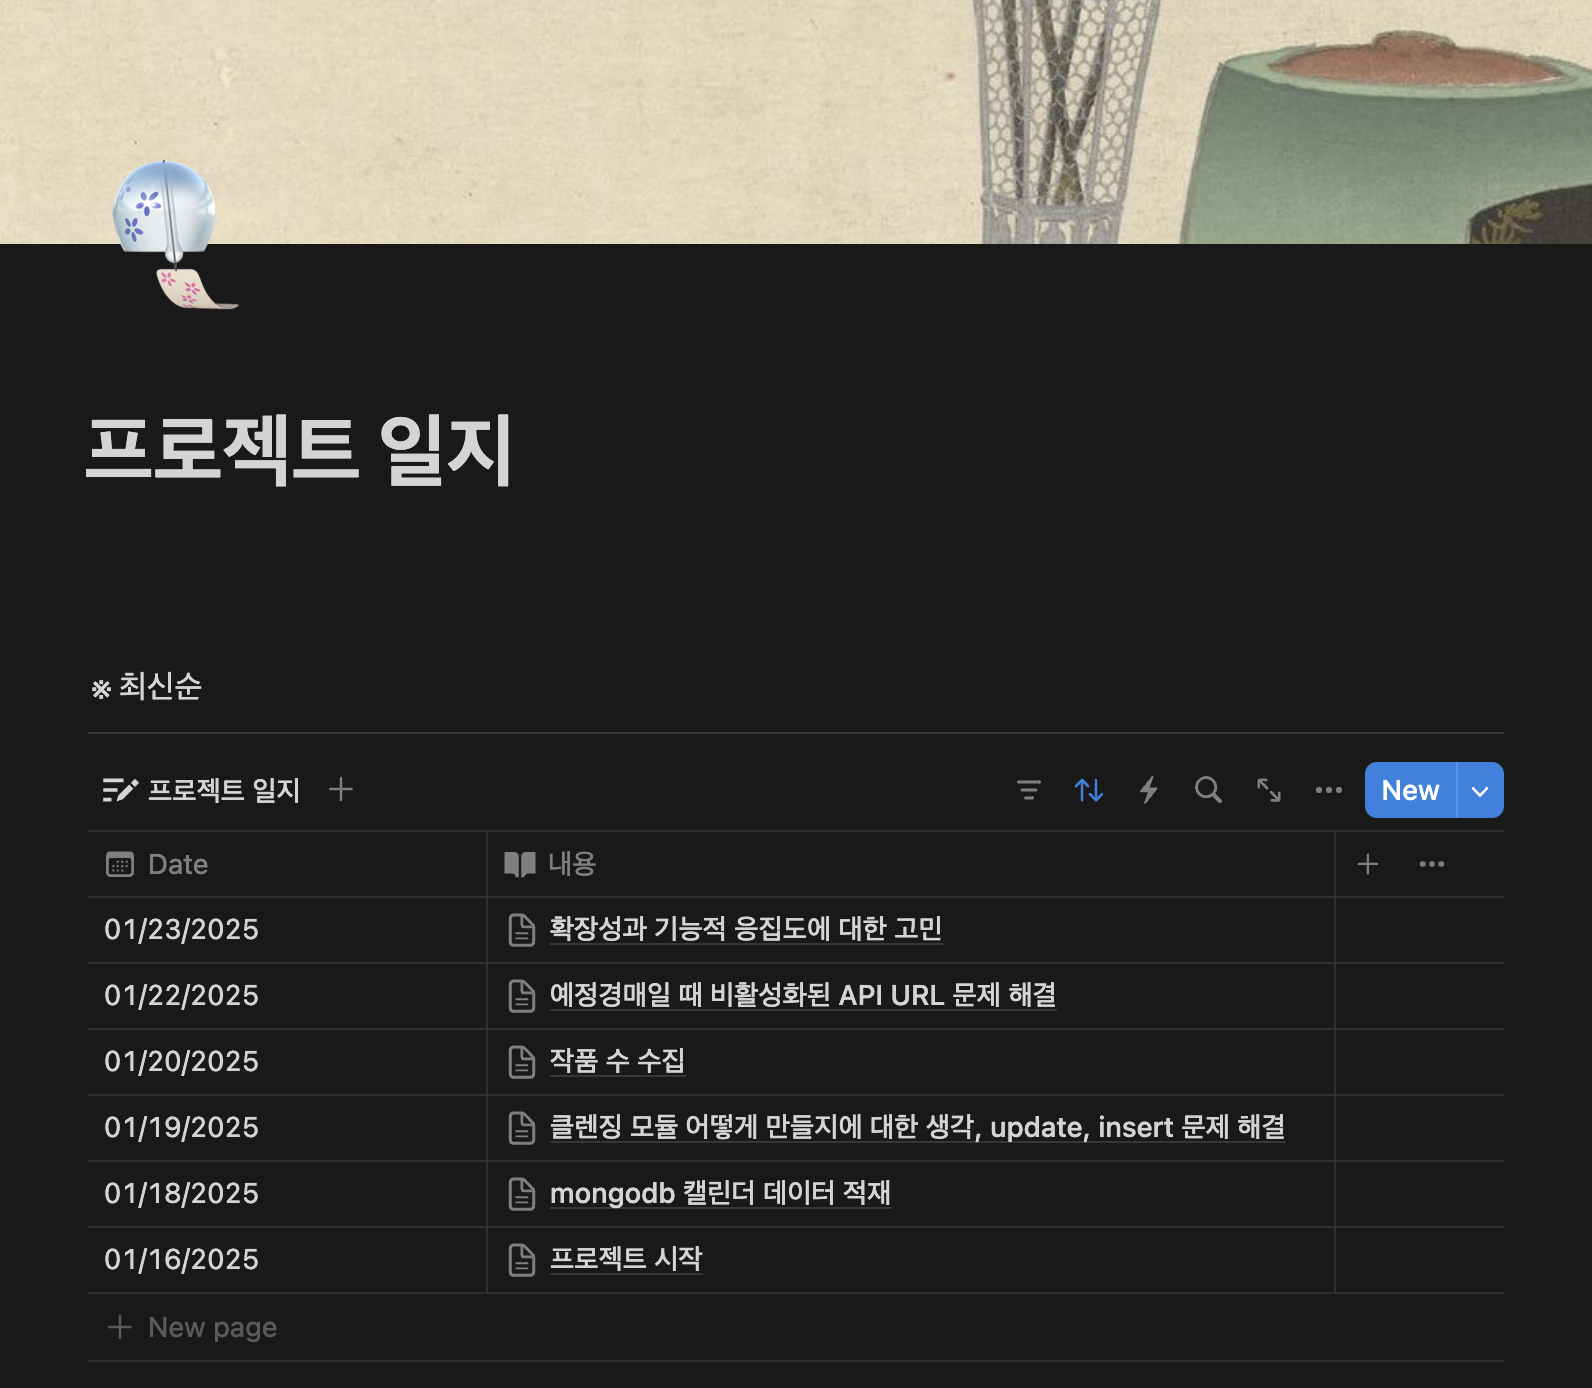 프로젝트 일지
※ 최신순
프로젝트 일지
New
Date 내용
01/23/2025 확장성과 기능적 응집도에 대한 고민
01/22/2025 예정경매일 때 비활성화된 API URL 문제 해결
01/20/2025 작품 수 수집
01/19/2025 클렌징 모듈 어떻게 만들지에 대한 생각, update, insert 문제 해결
01/18/2025 mongodb 캘린더 데이터 적재
01/16/2025 프로젝트 시작
New page